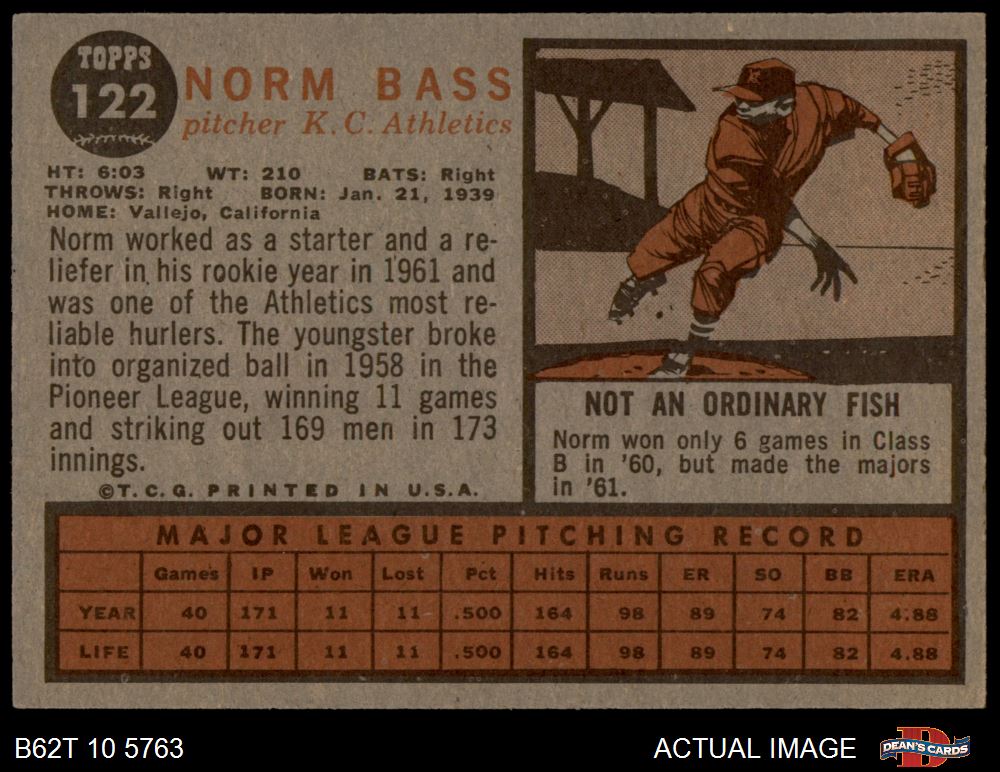 TOPPS
122
NORM BASS
pitcher K.C. Athletics
HT: 6:03 WT: 210 BATS: Right
THROWS: Right BORN: Jan. 21, 1939
HOME: Vallejo, California
Norm worked as a starter and a re-
liefer in his rookie year in 1961 and
was one of the Athletics most re-
liable hurlers. The youngster broke
into organized ball in 1958 in the
Pioneer League, winning 11 games
and striking out 169 men in 173
innings.
©T.C.G. PRINTED IN U.S.A.
NOT AN ORDINARY FISH
Norm won only 6 games in Class
B in '60, but made the majors
in '61.
MAJOR LEAGUE PITCHING RECORD
Games IP Won Lost Pct Hits Runs ER SO BB ERA
YEAR 40 171 11 11 .500 164 98 89 74 82 4.88
LIFE 40 171 11 11 .500 164 98 89 74 82 4.88
B62T 10 5763
ACTUAL IMAGE
D
DEAN'S CARDS